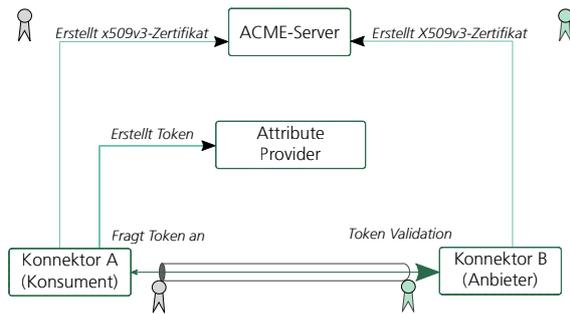 Erstellt x509v3-Zertifikat
ACME-Server
Erstellt X509v3-Zertifikat
Erstellt Token
Attribute
Provider
Fragt Token an
Token Validation
Konnektor A
(Konsument)
Konnektor B
(Anbieter)